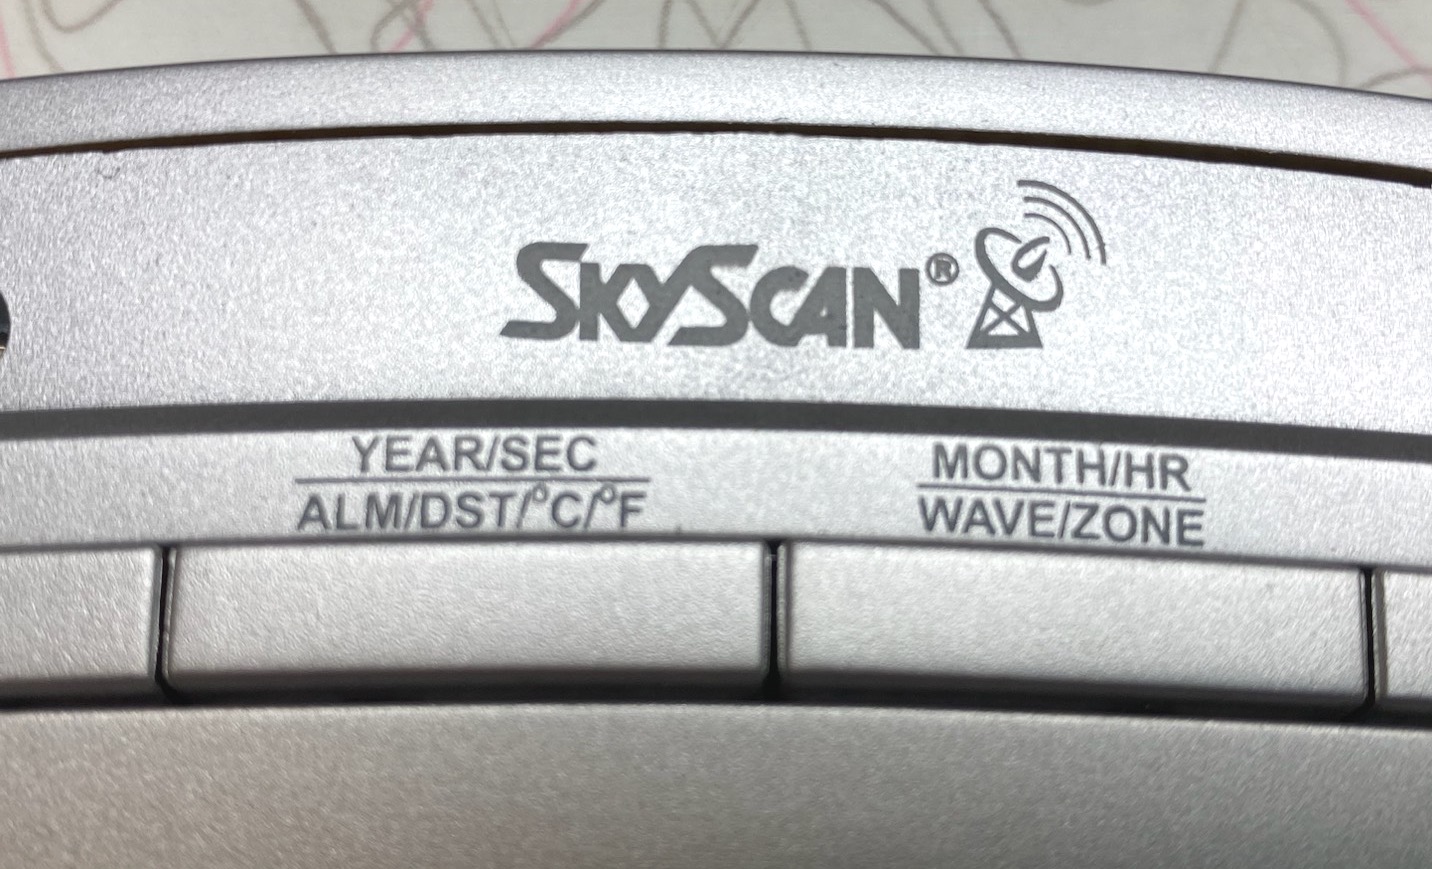 SKYSCAN®
YEAR/SEC
ALM/DST/°C/°F
MONTH/HR
WAVE/ZONE